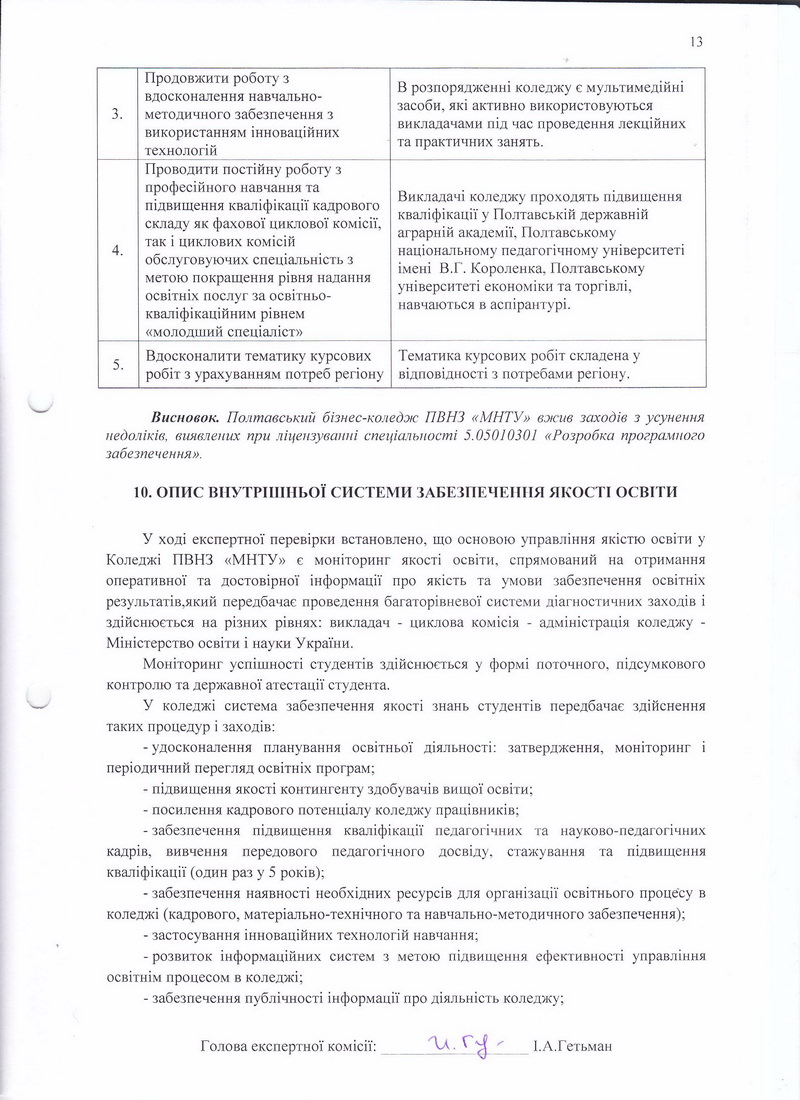 13
3.
Продовжити роботу з
вдосконалення навчально-
методичного забезпечення з
використанням інноваційних
технологій
В розпорядженні коледжу є мультимедійні
засоби, які активно використовуються
викладачами під час проведення лекційних
та практичних занять.
4.
Проводити постійну роботу з
професійного навчання та
підвищення кваліфікації кадрового
складу як фахової циклової комісії,
так і циклових комісій
обслуговуючих спеціальність з
метою покращення рівня надання
освітніх послуг за освітньо-
кваліфікаційним рівнем
«молодший спеціаліст»
Викладачі коледжу проходять підвищення
кваліфікації у Полтавській державній
аграрній академії, Полтавському
національному педагогічному університеті
імені В.Г. Короленка, Полтавському
університеті економіки та торгівлі,
навчаються в аспірантурі.
5.
Вдосконалити тематику курсових
робіт з урахуванням потреб регіону
Тематика курсових робіт складена у
відповідності з потребами регіону.
Висновок. Полтавський бізнес-коледж ПВНЗ «МНТУ» вжив заходів з усунення
недоліків, виявлених при ліцензуванні спеціальності 5.05010301 «Розробка програмного
забезпечення».
10. ОПИС ВНУТРІШНЬОЇ СИСТЕМИ ЗАБЕЗПЕЧЕННЯ ЯКОСТІ ОСВІТИ
У ході експертної перевірки встановлено, що основою управління якістю освіти у
Коледжі ПВНЗ «МНТУ» є моніторинг якості освіти, спрямований на отримання
оперативної та достовірної інформації про якість та умови забезпечення освітніх
результатів,який передбачає проведення багаторівневої системи діагностичних заходів і
здійснюється на різних рівнях: викладач - циклова комісія - адміністрація коледжу -
Міністерство освіти і науки України.
Моніторинг успішності студентів здійснюється у формі поточного, підсумкового
контролю та державної атестації студента.
У коледжі система забезпечення якості знань студентів передбачає здійснення
таких процедур і заходів:
- удосконалення планування освітньої діяльності: затвердження, моніторинг і
періодичний перегляд освітніх програм;
- підвищення якості контингенту здобувачів вищої освіти;
- посилення кадрового потенціалу коледжу працівників;
- забезпечення підвищення кваліфікації педагогічних та науково-педагогічних
кадрів, вивчення передового педагогічного досвіду, стажування та підвищення
кваліфікації (один раз у 5 років);
- забезпечення наявності необхідних ресурсів для організації освітнього процесу в
коледжі (кадрового, матеріально-технічного та навчально-методичного забезпечення);
- застосування інноваційних технологій навчання;
- розвиток інформаційних систем з метою підвищення ефективності управління
освітнім процесом в коледжі;
- забезпечення публічності інформації про діяльність коледжу;
Голова експертної комісії: І.А.Гетьман